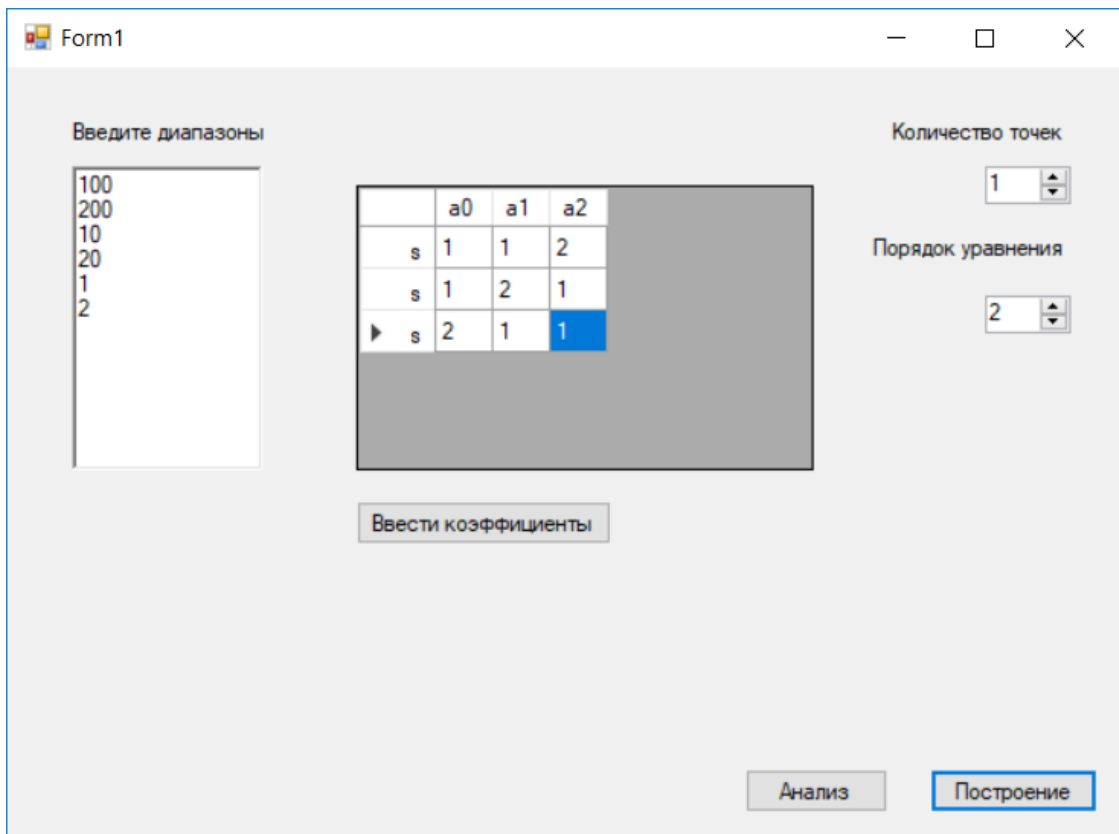 Form1
Введите диапазоны
100
200
10
20
1
2
a0 a1 a2
s 1 1 2
s 1 2 1
s 2 1 1
Ввести коэффициенты
Количество точек
1
Порядок уравнения
2
Анализ
Построение